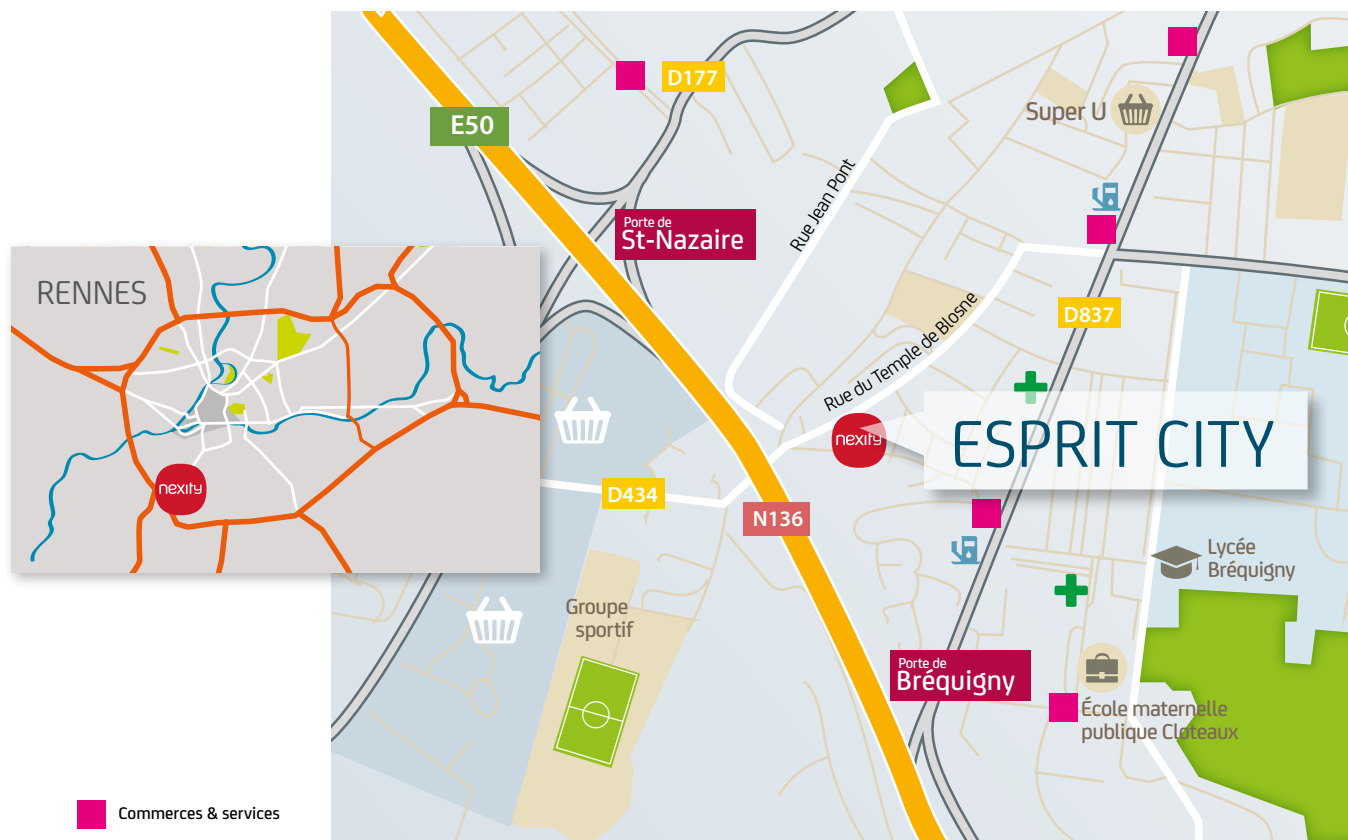 D177
E50
Super U
Rue Jean Pont
Porte de
St-Nazaire
RENNES
Rue du Temple de Blosne
D837
nexity
ESPRIT CITY
nexity
D434
N136
Lycée
Bréquigny
Groupe
sportif
Porte de
Bréquigny
École maternelle
publique Cloteaux
Commerces & services